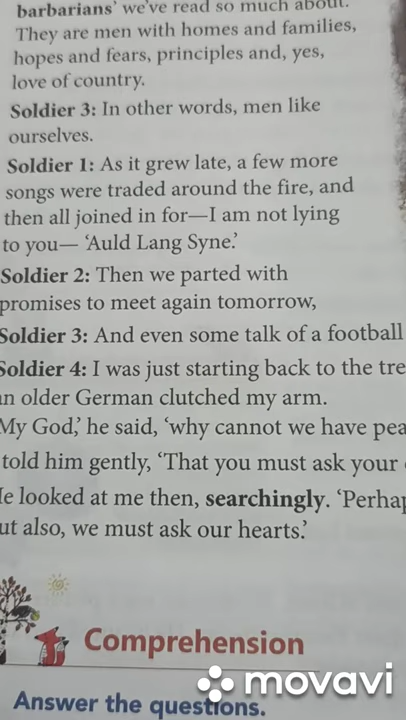 barbarians' we've read so much about.
They are men with homes and families,
hopes and fears, principles and, yes,
love of country.
Soldier 3: In other words, men like
ourselves.
Soldier 1: As it grew late, a few more
songs were traded around the fire, and
then all joined in for—I am not lying
to you— 'Auld Lang Syne.'
Soldier 2: Then we parted with
promises to meet again tomorrow,
Soldier 3: And even some talk of a football
Soldier 4: I was just starting back to the
an older German clutched my arm.
My God,' he said, 'why cannot we have
told him gently, 'That you must ask your
He looked at me then, searchingly.
ut also, we must ask our hearts.'
Comprehension
movavi
Answer the questions.